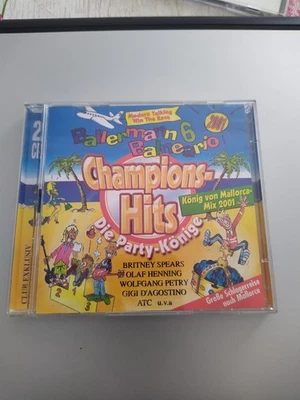 Modern Talking
Win The Race
2001
Ballermann 6
Balneario
2
CD
Champions-
Hits
Die Party-Könige
König von Mallorca-
Mix 2001
BRITNEY SPEARS
OLAF HENNING
WOLFGANG PETRY
GIGI D'AGOSTINO
ATC u.v.a
Große Schlagerreise
nach Mallorca
CLUB EXKLUSIV